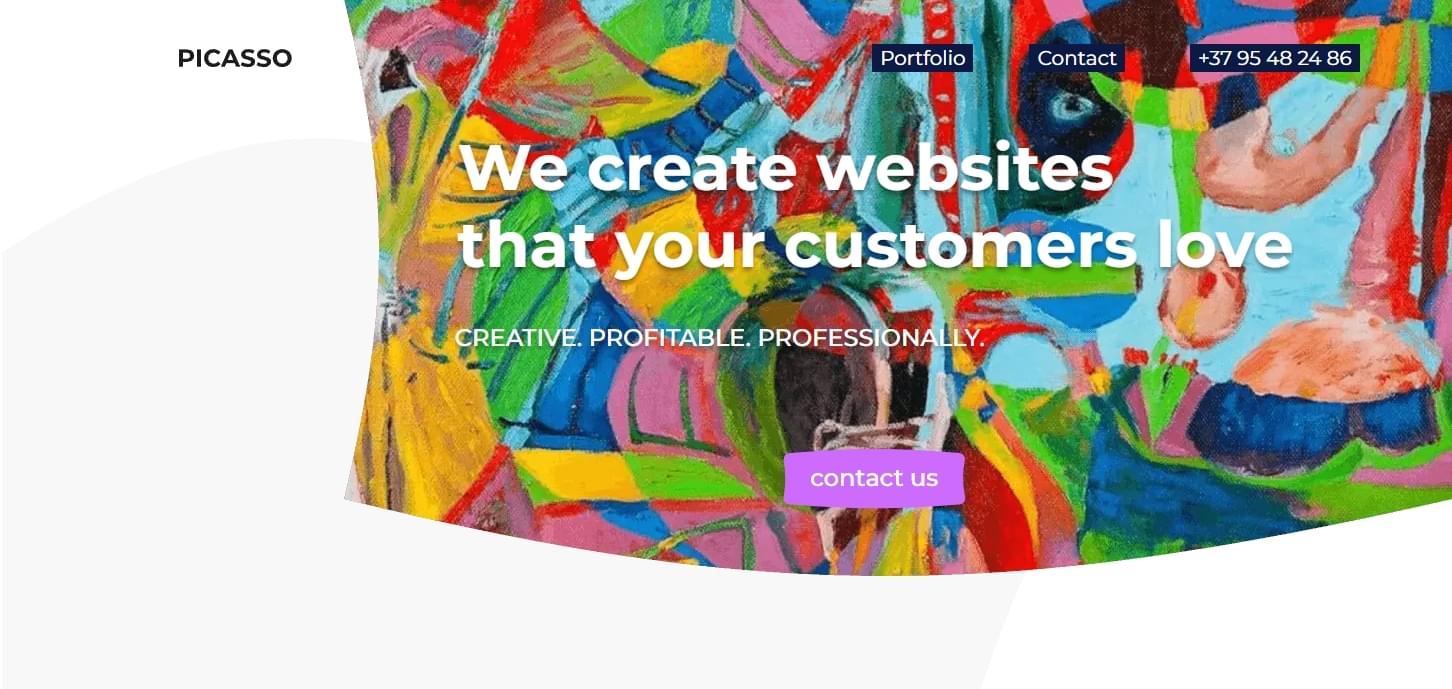 PICASSO
Portfolio
Contact
+37 95 48 24 86
We create websites
that your customers love
CREATIVE. PROFITABLE. PROFESSIONALLY.
contact us